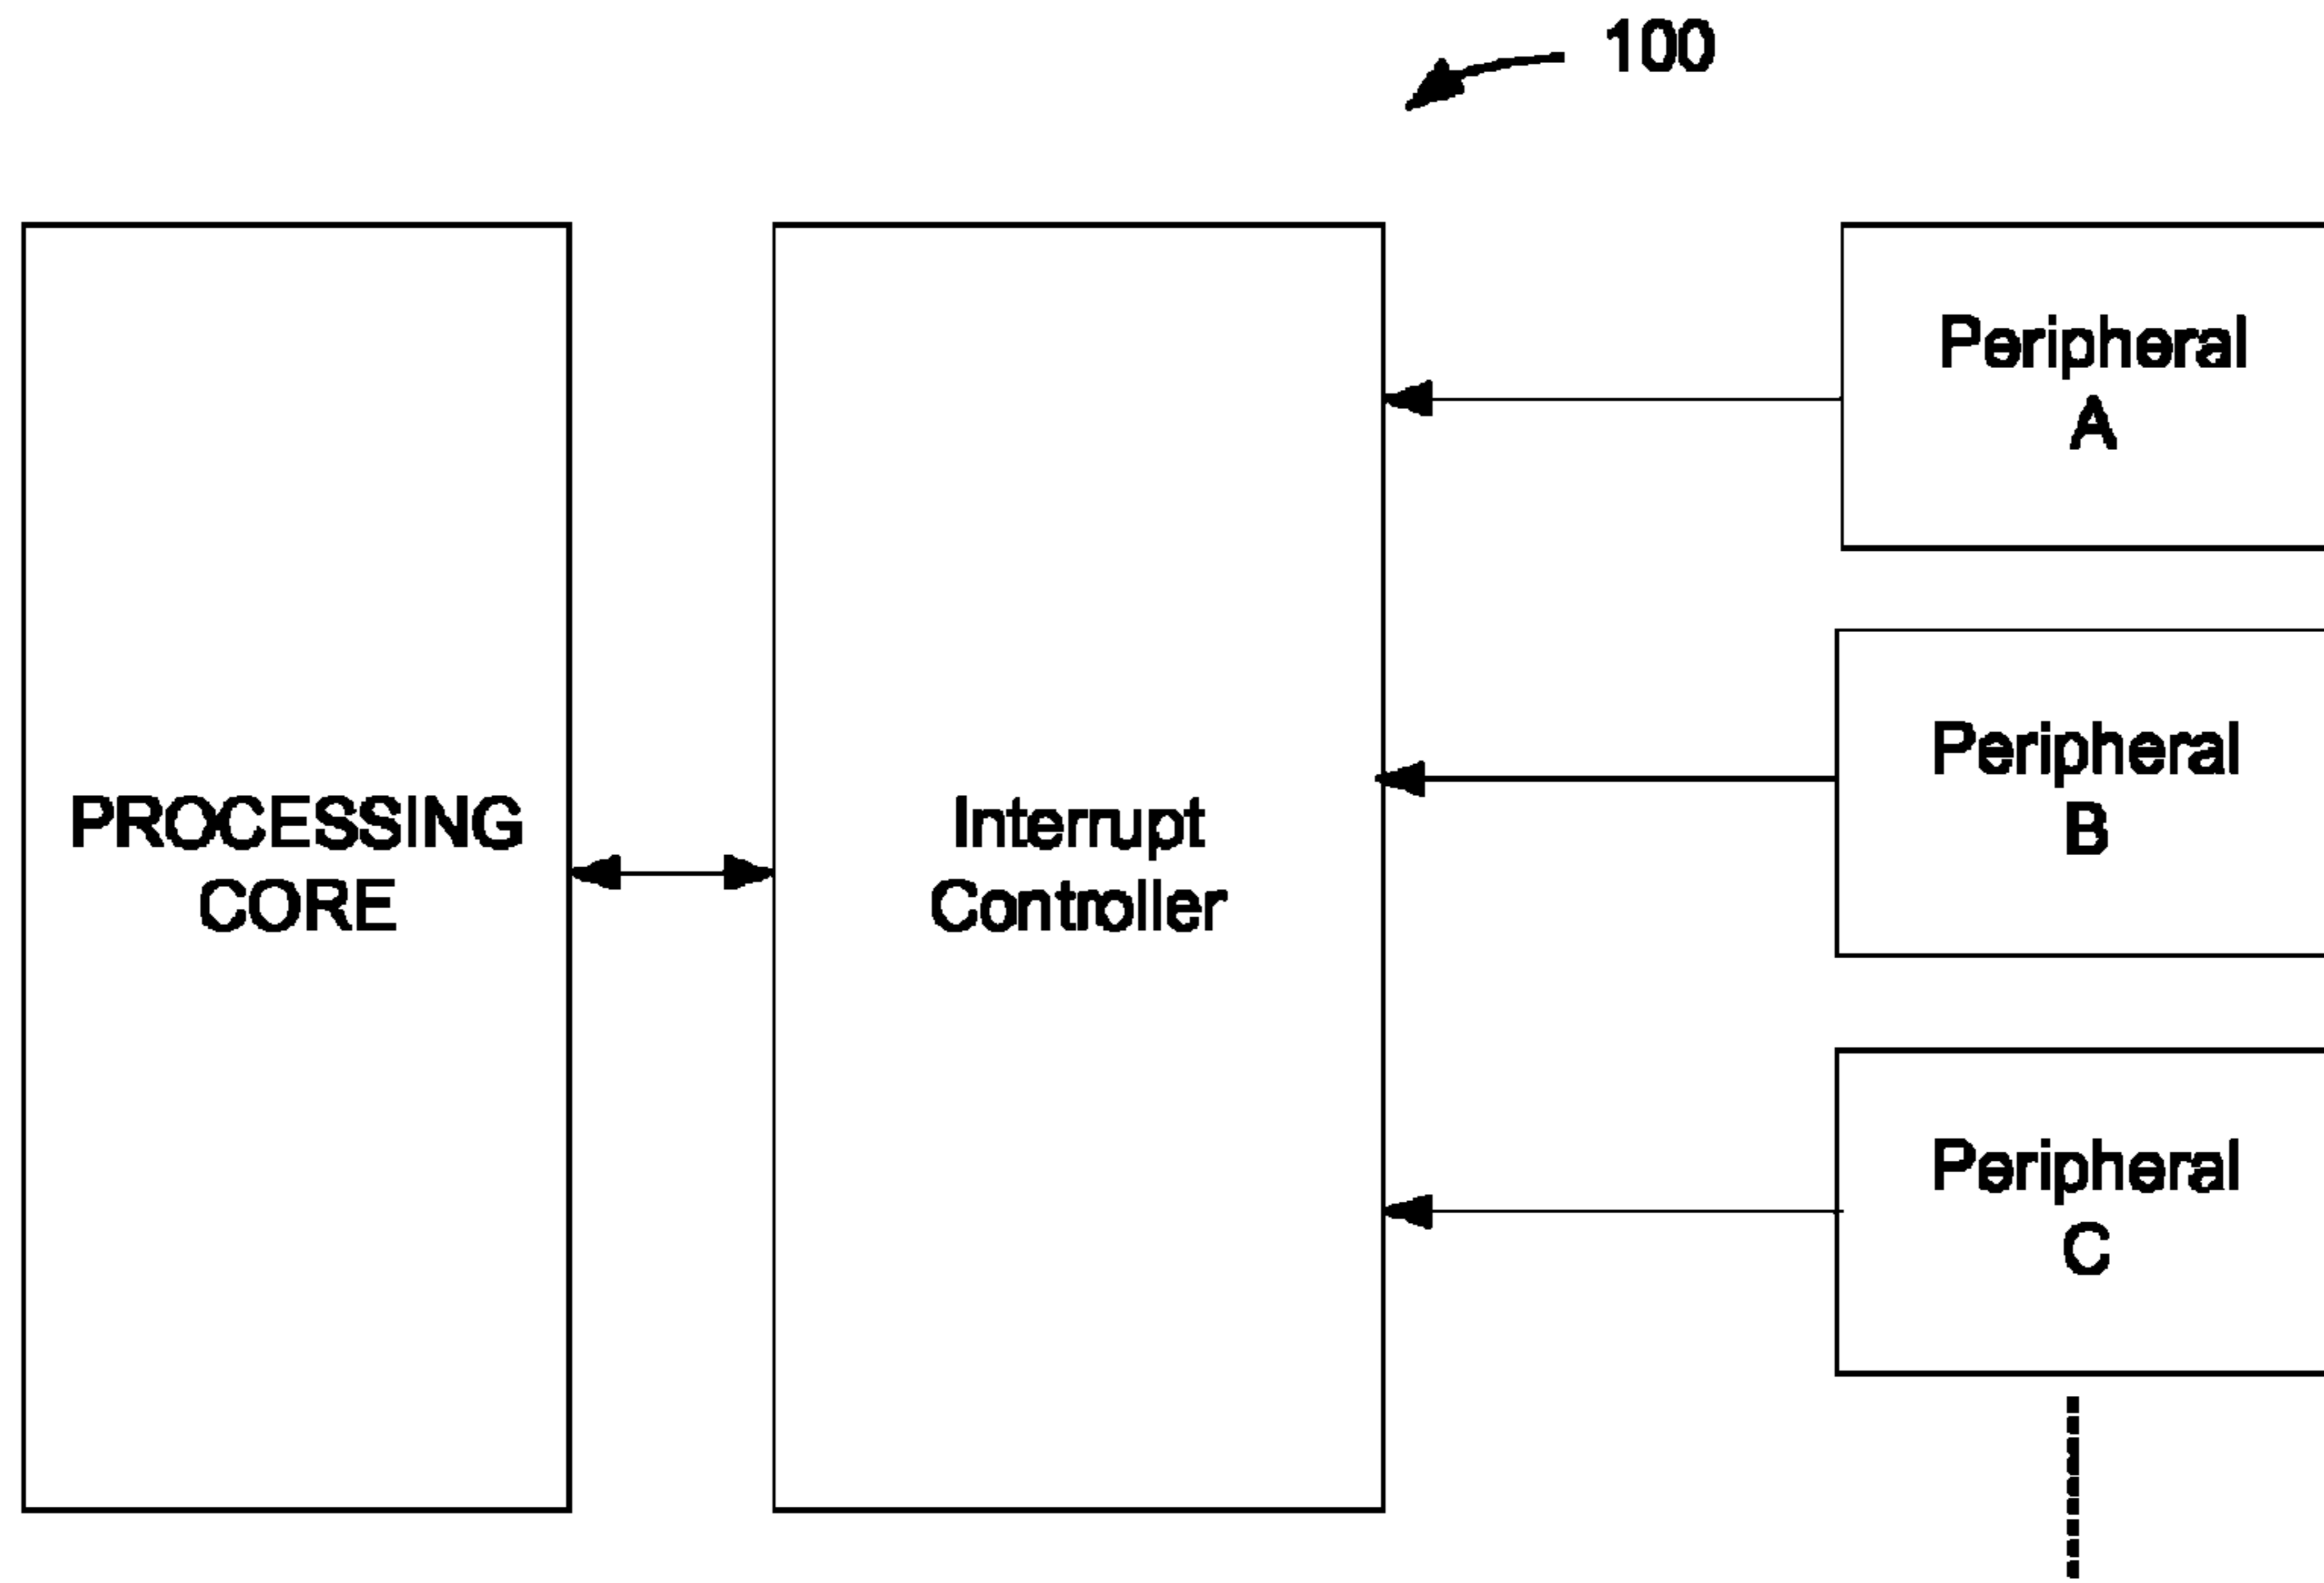 100
PROCESSING
CORE
Interrupt
Controller
Peripheral
A
Peripheral
B
Peripheral
C